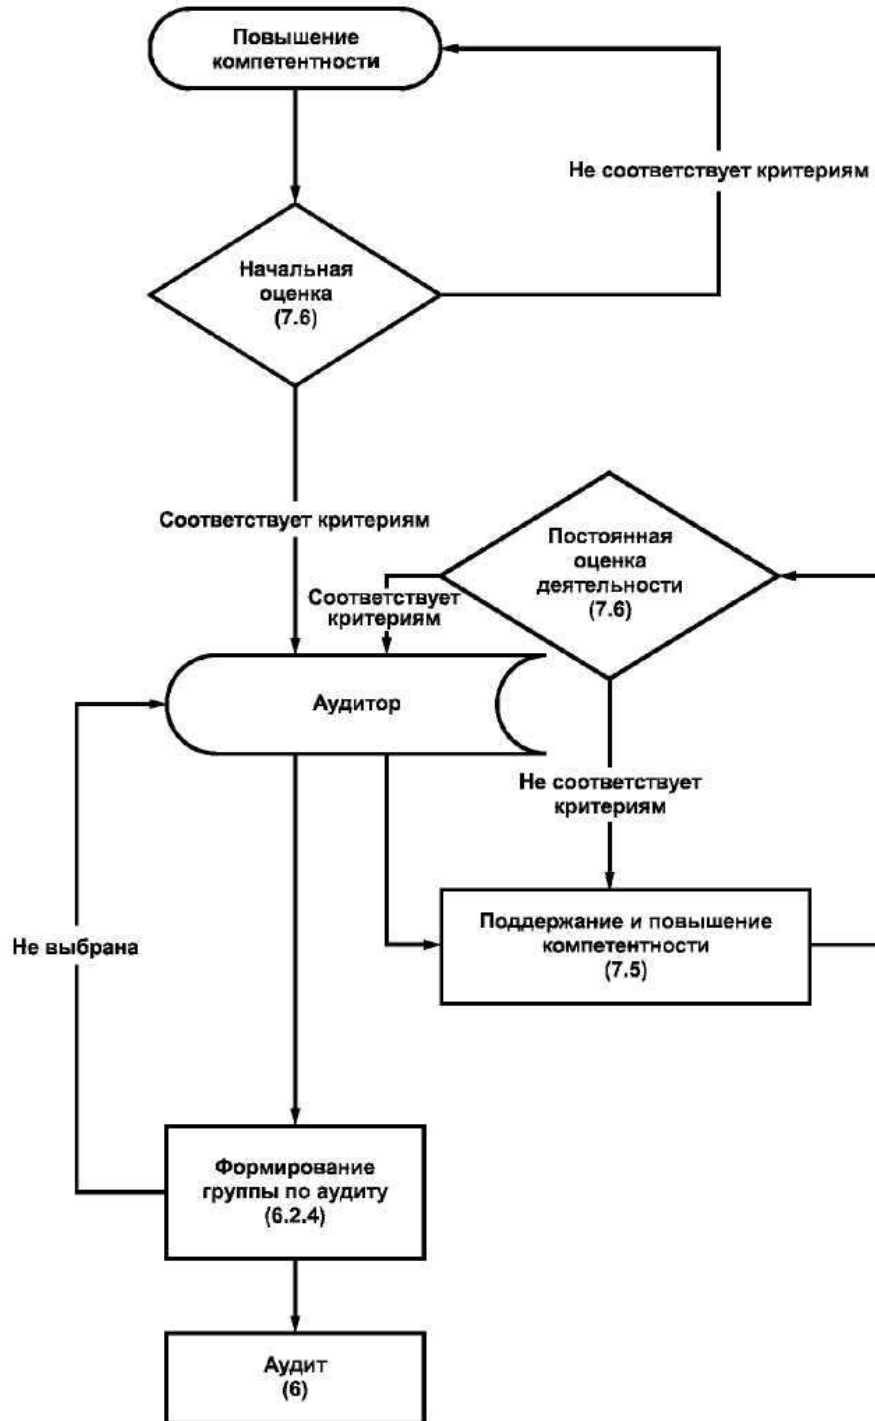 Повышение
компетентности
Не соответствует критериям
Начальная
оценка
(7.6)
Соответствует критериям
Постоянная
оценка
деятельности
(7.6)
Соответствует
критериям
Аудитор
Не соответствует
критериям
Поддержание и повышение
компетентности
(7.5)
Не выбрана
Формирование
группы по аудиту
(6.2.4)
Аудит
(6)